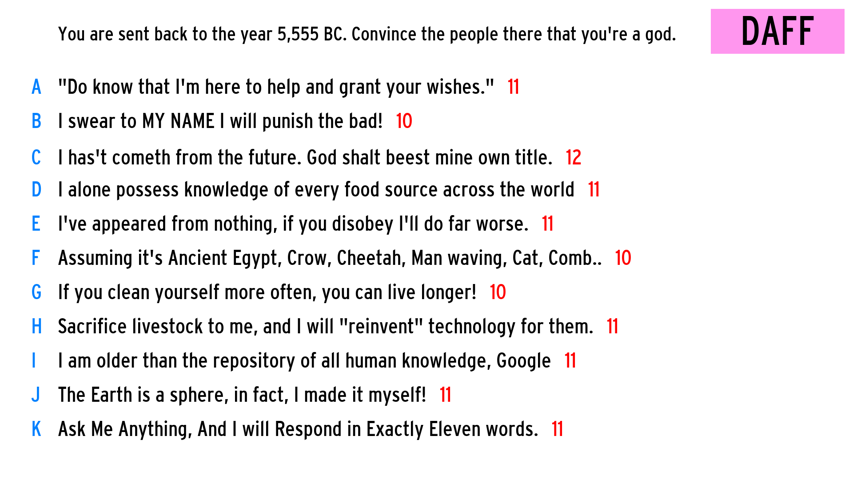 You are sent back to the year 5,555 BC. Convince the people there that you're a god.
DAFF
A "Do know that I'm here to help and grant your wishes." 11
B I swear to MY NAME I will punish the bad! 10
C I has't cometh from the future. God shalt beest mine own title. 12
D I alone possess knowledge of every food source across the world 11
E I've appeared from nothing, if you disobey I'll do far worse. 11
F Assuming it's Ancient Egypt, Crow, Cheetah, Man waving, Cat, Comb.. 10
G If you clean yourself more often, you can live longer! 10
H Sacrifice livestock to me, and I will "reinvent" technology for them. 11
I I am older than the repository of all human knowledge, Google 11
J The Earth is a sphere, in fact, I made it myself! 11
K Ask Me Anything, And I will Respond in Exactly Eleven words. 11